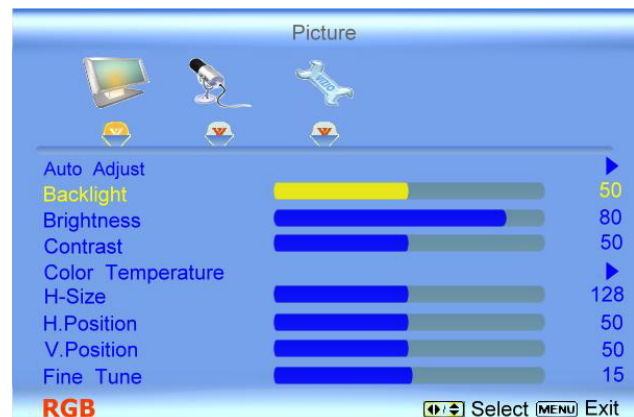 Picture
VIZIO
Auto Adjust
Backlight 50
Brightness 80
Contrast 50
Color Temperature
H-Size 128
H.Position 50
V.Position 50
Fine Tune 15
RGB Select MENU Exit